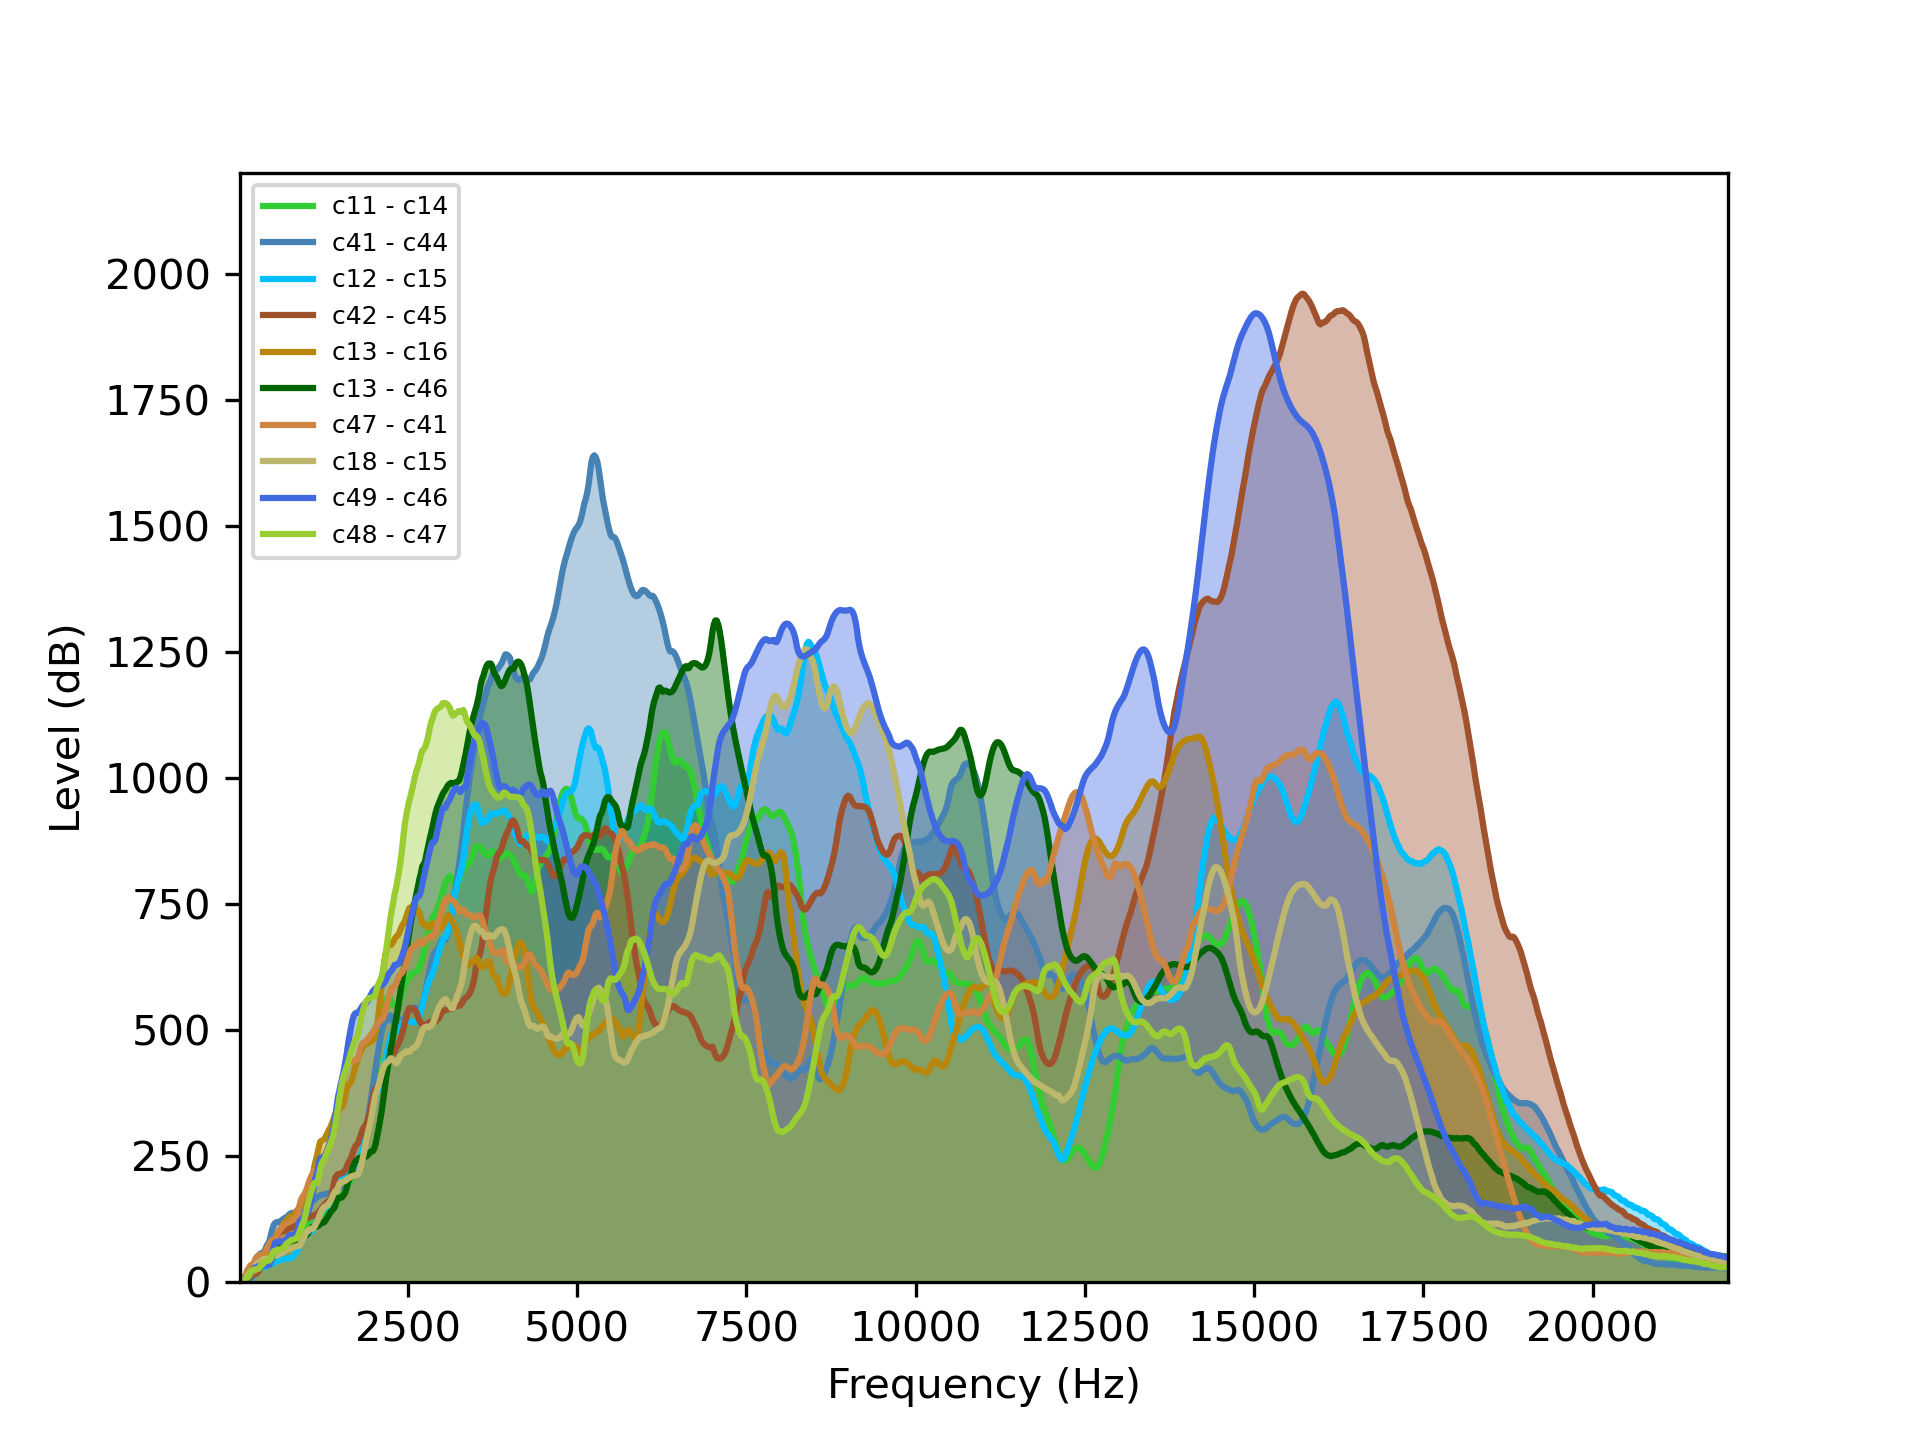 c11 - c14
c41 - c44
c12 - c15
c42 - c45
c13 - c16
c13 - c46
c47 - c41
c18 - c15
c49 - c46
c48 - c47
2000
1750
1500
1250
1000
750
500
250
0
Level (dB)
2500 5000 7500 10000 12500 15000 17500 20000
Frequency (Hz)